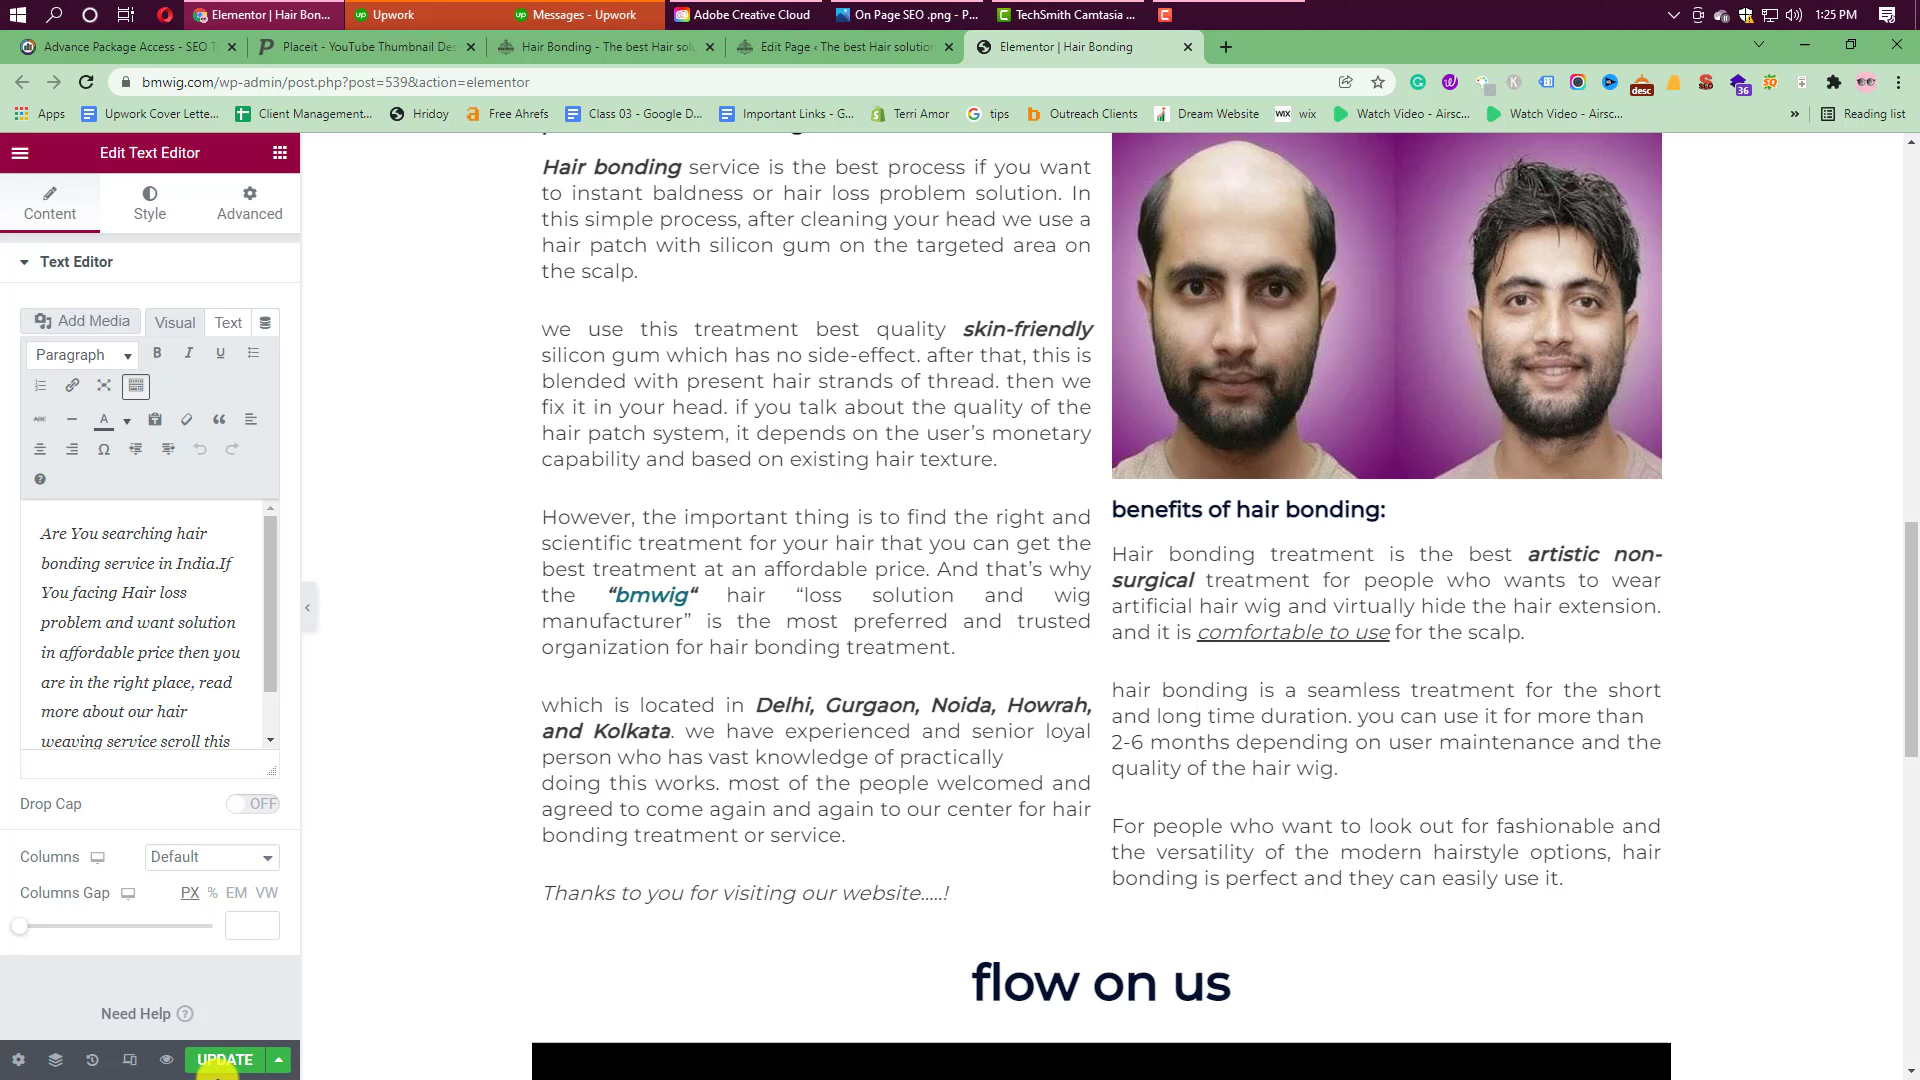 Elementor | Hair Bon...
Upwork
Messages - Upwork
Adobe Creative Cloud
On Page SEO .png - P...
TechSmith Camtasia ...
1:25 PM
Advance Package Access - SEO T
Placeit - YouTube Thumbnail Des
Hair Bonding - The best Hair solu
Edit Page ‹ The best Hair solution
Elementor | Hair Bonding
bmwig.com/wp-admin/post.php?post=539&action=elementor
desc
36
Apps
Upwork Cover Lette...
Client Management...
Hridoy
Free Ahrefs
Class 03 - Google D...
Important Links - G...
Terri Amor
tips
Outreach Clients
Dream Website
WIX wix
Watch Video - Airsc...
Watch Video - Airsc...
»
Reading list
Edit Text Editor
Content
Style
Advanced
Text Editor
Add Media
Visual
Text
Paragraph
B I U
Are You searching hair
bonding service in India.If
You facing Hair loss
problem and want solution
in affordable price then you
are in the right place, read
more about our hair
weaving service scroll this
Drop Cap
OFF
Columns
Default
Columns Gap
PX % EM VW
Need Help
UPDATE
Hair bonding service is the best process if you want
to instant baldness or hair loss problem solution. In
this simple process, after cleaning your head we use a
hair patch with silicon gum on the targeted area on
the scalp.
we use this treatment best quality skin-friendly
silicon gum which has no side-effect. after that, this is
blended with present hair strands of thread. then we
fix it in your head. if you talk about the quality of the
hair patch system, it depends on the user’s monetary
capability and based on existing hair texture.
However, the important thing is to find the right and
scientific treatment for your hair that you can get the
best treatment at an affordable price. And that’s why
the “bmwig“ hair “loss solution and wig
manufacturer” is the most preferred and trusted
organization for hair bonding treatment.
which is located in Delhi, Gurgaon, Noida, Howrah,
and Kolkata. we have experienced and senior loyal
person who has vast knowledge of practically
doing this works. most of the people welcomed and
agreed to come again and again to our center for hair
bonding treatment or service.
Thanks to you for visiting our website.....!
benefits of hair bonding:
Hair bonding treatment is the best artistic non-
surgical treatment for people who wants to wear
artificial hair wig and virtually hide the hair extension.
and it is comfortable to use for the scalp.
hair bonding is a seamless treatment for the short
and long time duration. you can use it for more than
2-6 months depending on user maintenance and the
quality of the hair wig.
For people who want to look out for fashionable and
the versatility of the modern hairstyle options, hair
bonding is perfect and they can easily use it.
flow on us